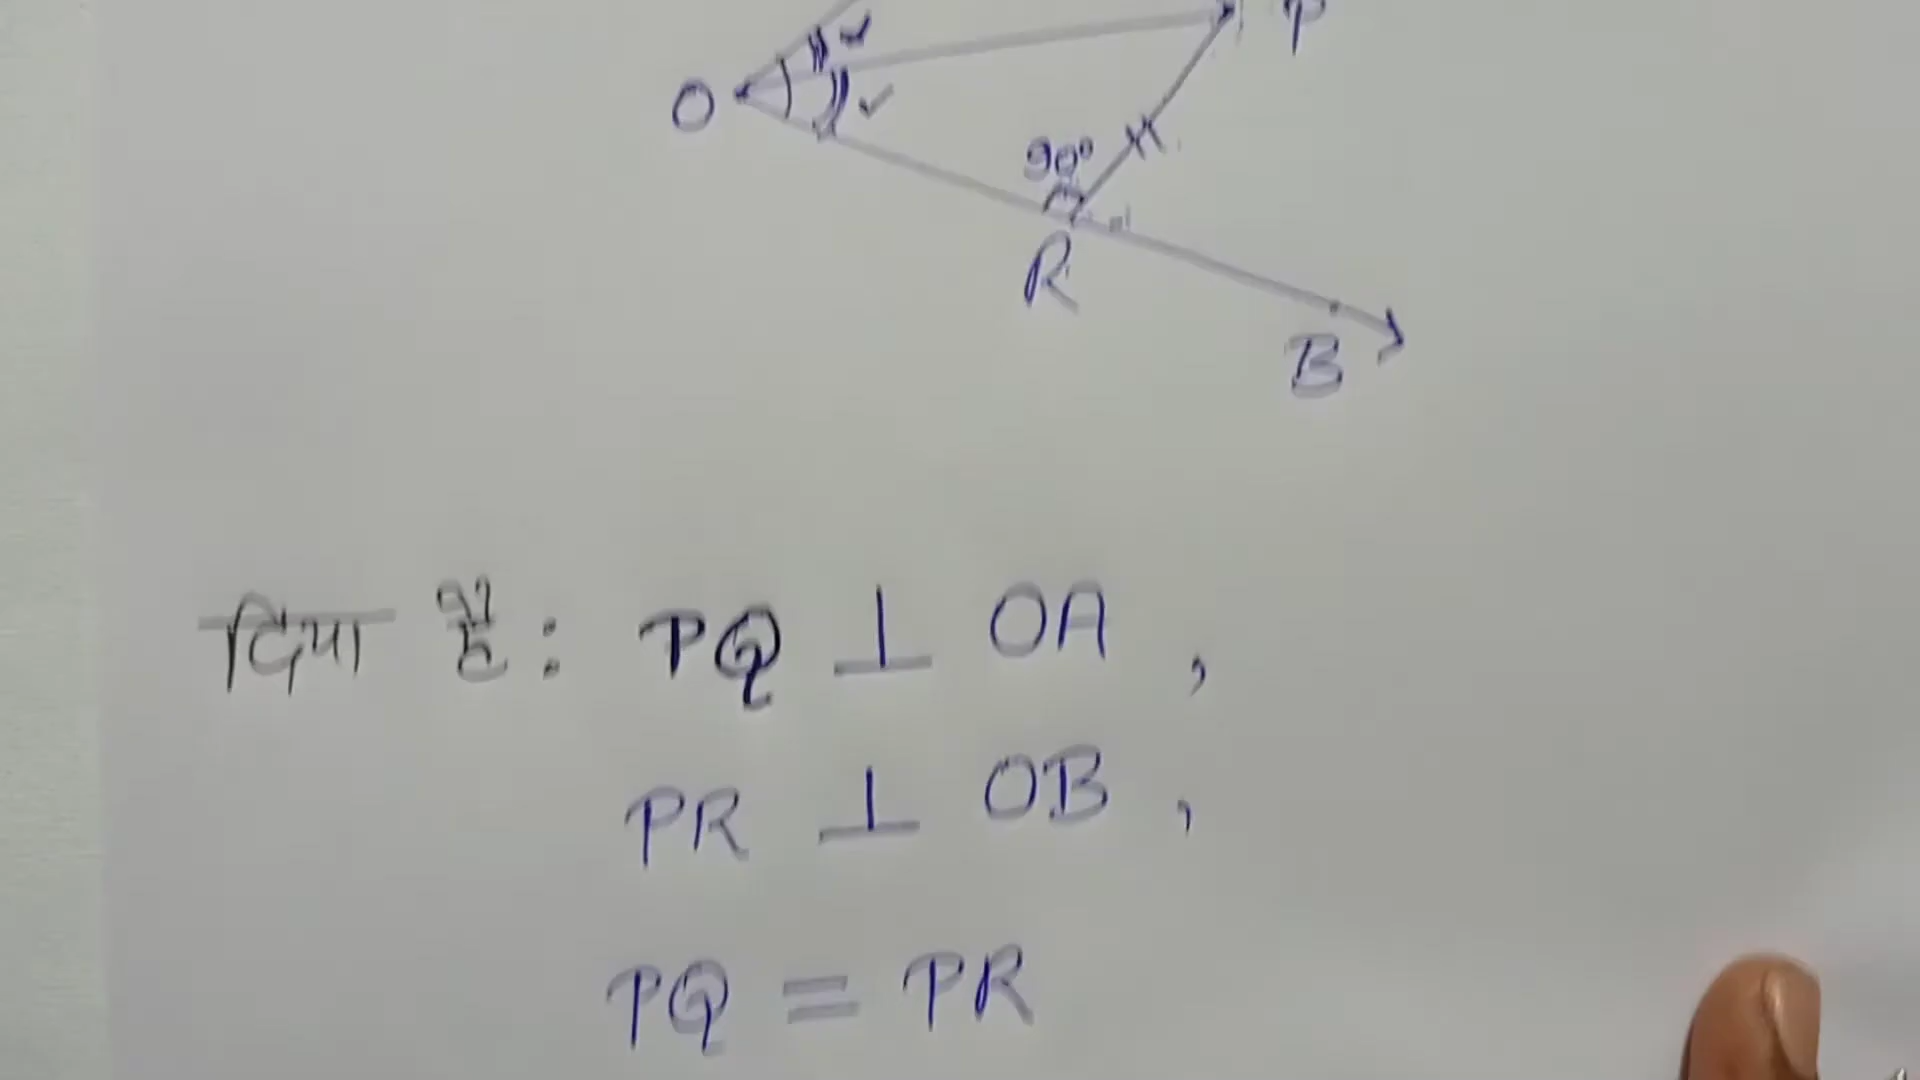 P
O
90°
R
B
दिया है : PQ ⊥ OA ,
PR ⊥ OB ,
PQ = PR